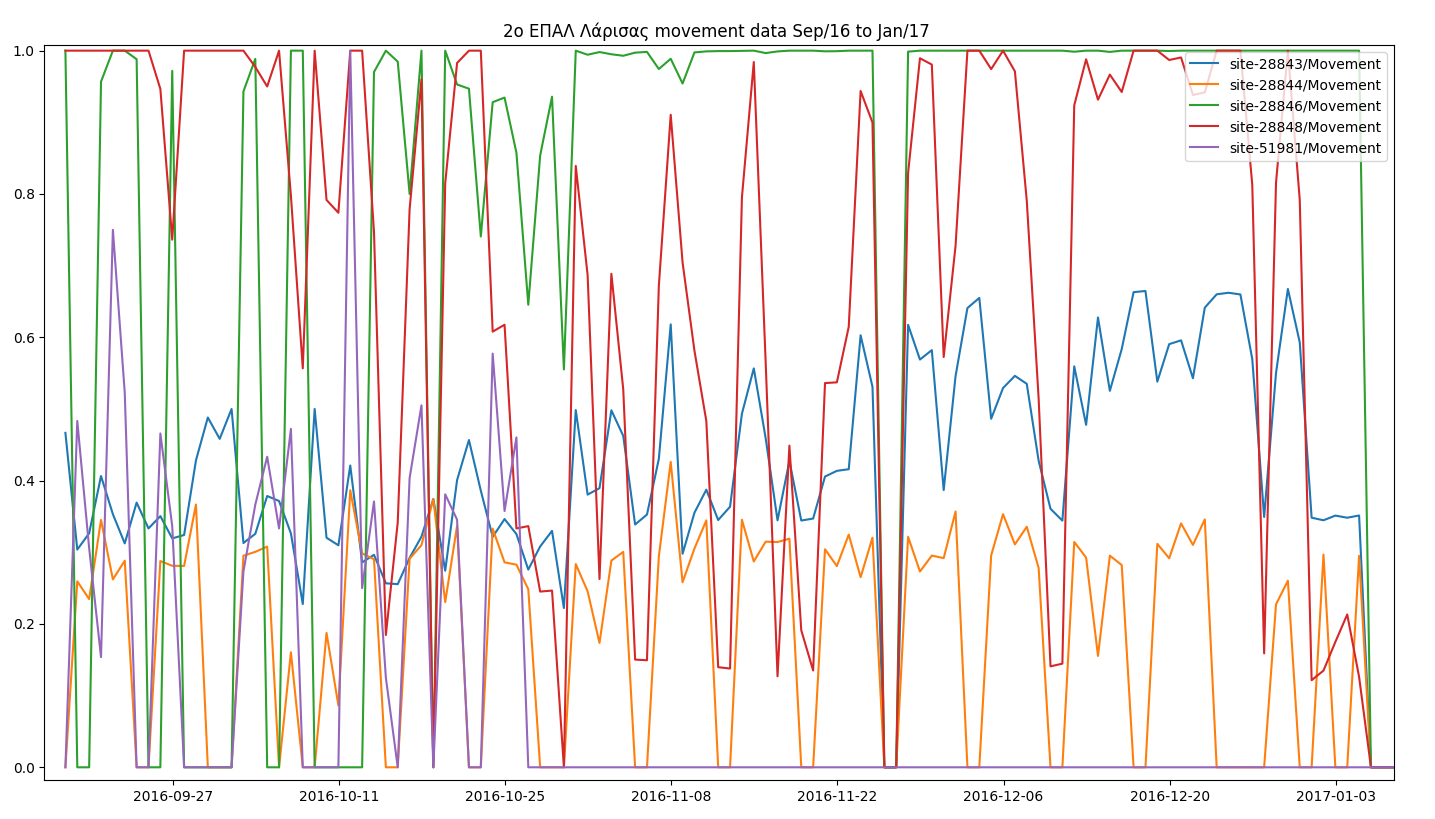 2ο ΕΠΑΛ Λάρισας movement data Sep/16 to Jan/17
1.0
0.8
0.6
0.4
0.2
0.0
site-28843/Movement
site-28844/Movement
site-28846/Movement
site-28848/Movement
site-51981/Movement
2016-09-27 2016-10-11 2016-10-25 2016-11-08 2016-11-22 2016-12-06 2016-12-20 2017-01-03